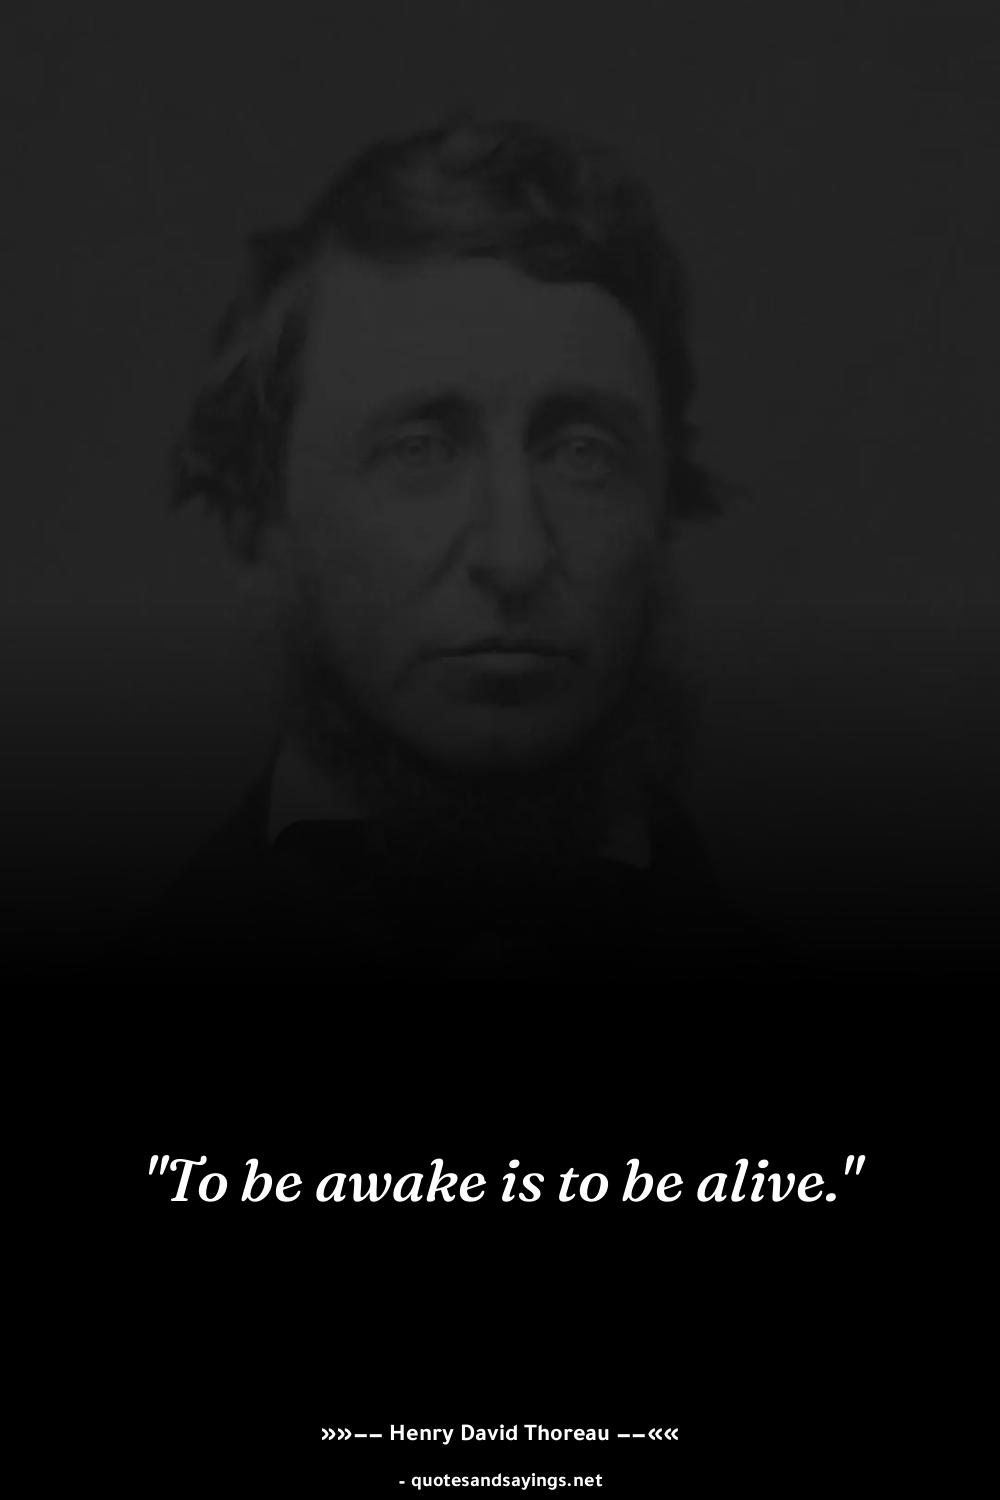 "To be awake is to be alive."
»»−− Henry David Thoreau −−««
- quotesandsayings.net